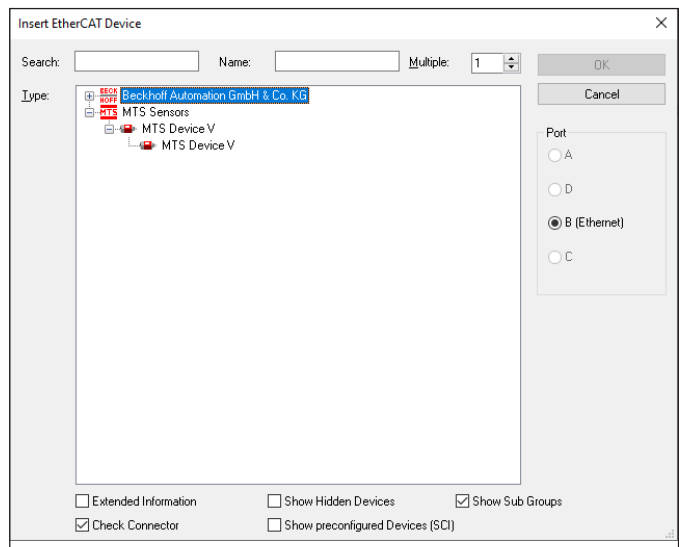 Insert EtherCAT Device
Search: Name: Multiple: 1 OK
Type: BECK HOFF Beckhoff Automation GmbH & Co. KG Cancel
MTS MTS Sensors
MTS Device V
MTS Device V
Port
A
D
B (Ethernet)
C
Extended Information Show Hidden Devices Show Sub Groups
Check Connector Show preconfigured Devices (SCI)